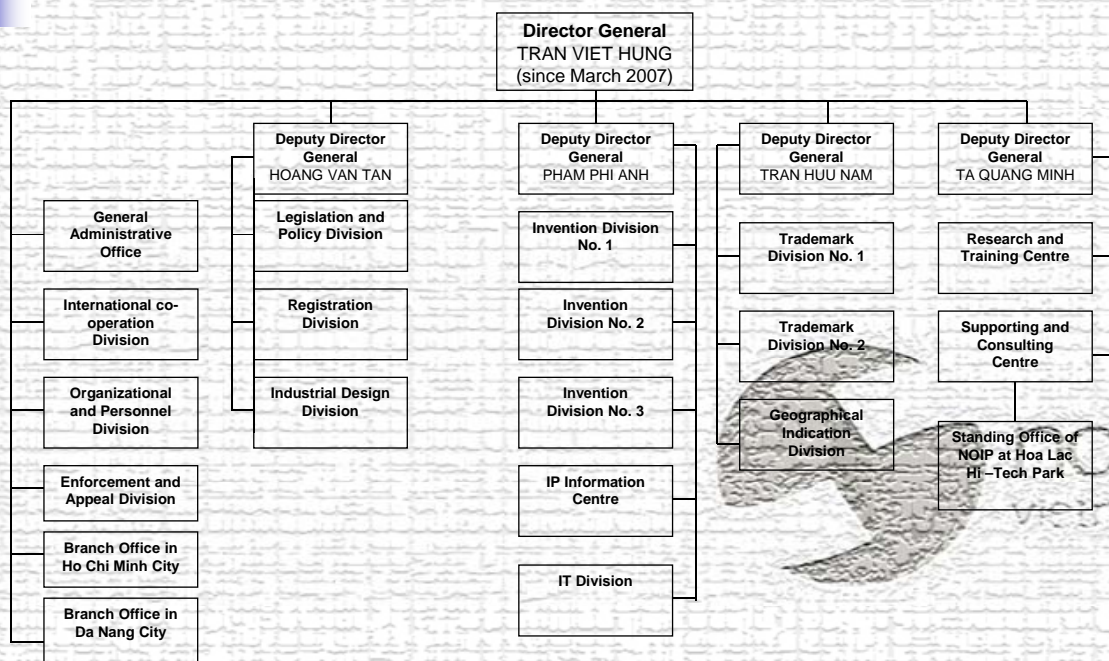 Director General
TRAN VIET HUNG
(since March 2007)
Deputy Director
General
HOANG VAN TAN
Deputy Director
General
PHAM PHI ANH
Deputy Director
General
TRAN HUU NAM
Deputy Director
General
TA QUANG MINH
General
Administrative
Office
International co-
operation
Division
Organizational
and Personnel
Division
Enforcement and
Appeal Division
Branch Office in
Ho Chi Minh City
Branch Office in
Da Nang City
Legislation and
Policy Division
Registration
Division
Industrial Design
Division
Invention Division
No. 1
Invention
Division No. 2
Invention
Division No. 3
IP Information
Centre
IT Division
Trademark
Division No. 1
Trademark
Division No. 2
Geographical
Indication
Division
Research and
Training Centre
Supporting and
Consulting
Centre
Standing Office of
NOIP at Hoa Lac
Hi –Tech Park